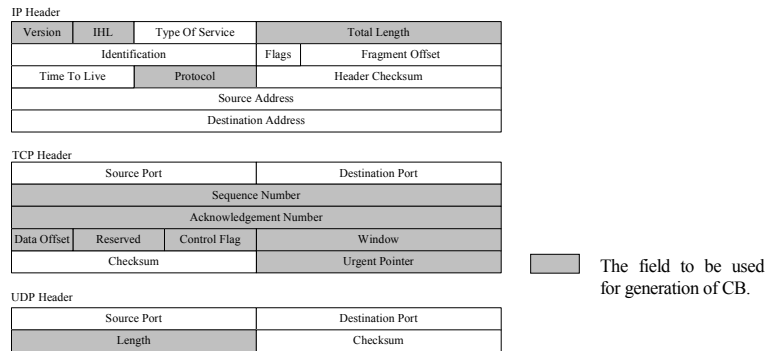 IP Header
Version IHL Type Of Service Total Length
Identification Flags Fragment Offset
Time To Live Protocol Header Checksum
Source Address
Destination Address
TCP Header
Source Port Destination Port
Sequence Number
Acknowledgement Number
Data Offset Reserved Control Flag Window
Checksum Urgent Pointer
The field to be used
for generation of CB.
UDP Header
Source Port Destination Port
Length Checksum